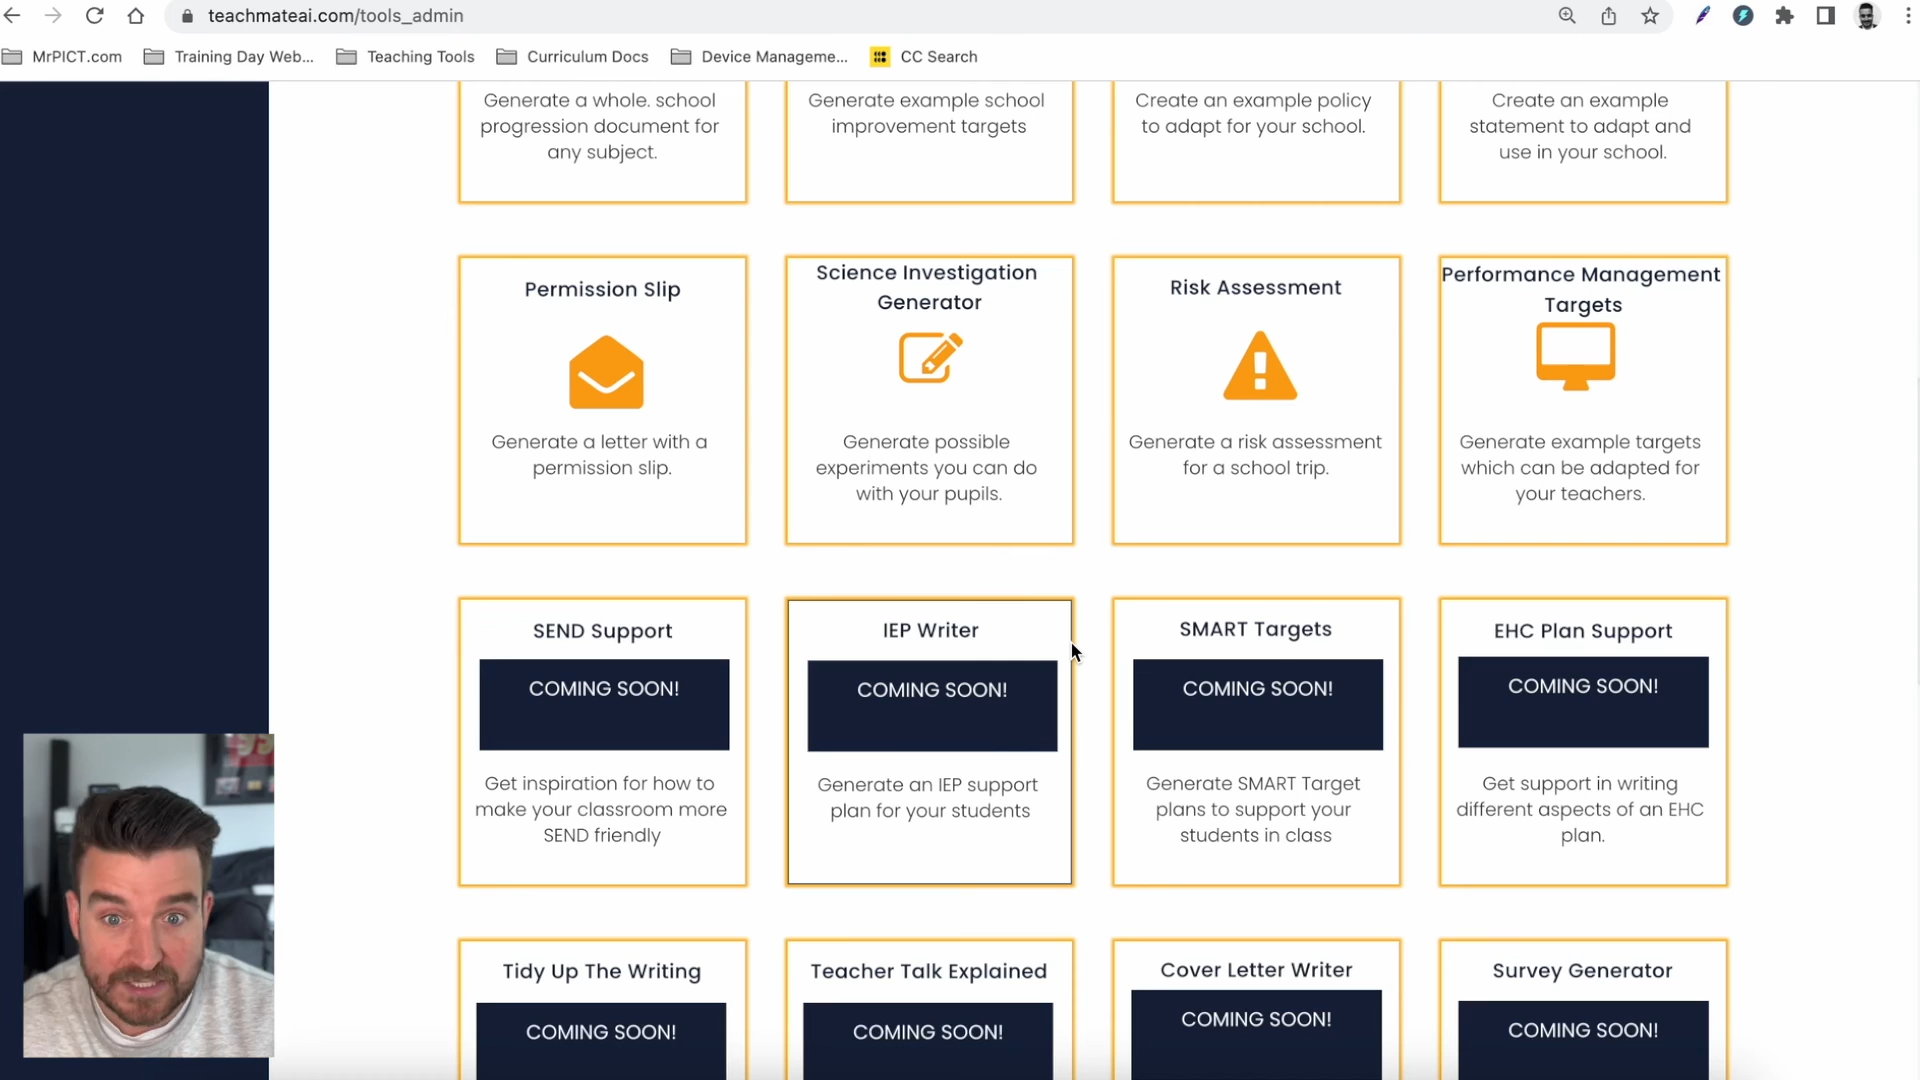 teachmateai.com/tools_admin
MrPICT.com
Training Day Web...
Teaching Tools
Curriculum Docs
Device Manageme...
CC Search
Generate a whole. school
progression document for
any subject.
Generate example school
improvement targets
Create an example policy
to adapt for your school.
Create an example
statement to adapt and
use in your school.
Permission Slip
Generate a letter with a
permission slip.
Science Investigation
Generator
Generate possible
experiments you can do
with your pupils.
Risk Assessment
Generate a risk assessment
for a school trip.
Performance Management
Targets
Generate example targets
which can be adapted for
your teachers.
SEND Support
COMING SOON!
Get inspiration for how to
make your classroom more
SEND friendly
IEP Writer
COMING SOON!
Generate an IEP support
plan for your students
SMART Targets
COMING SOON!
Generate SMART Target
plans to support your
students in class
EHC Plan Support
COMING SOON!
Get support in writing
different aspects of an EHC
plan.
Tidy Up The Writing
COMING SOON!
Teacher Talk Explained
COMING SOON!
Cover Letter Writer
COMING SOON!
Survey Generator
COMING SOON!